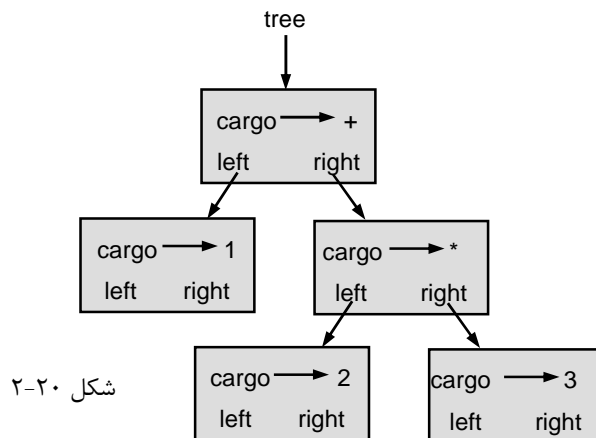 tree
cargo +
left right
cargo 1
left right
cargo *
left right
cargo 2
left right
cargo 3
left right
شکل ۲۰-۲